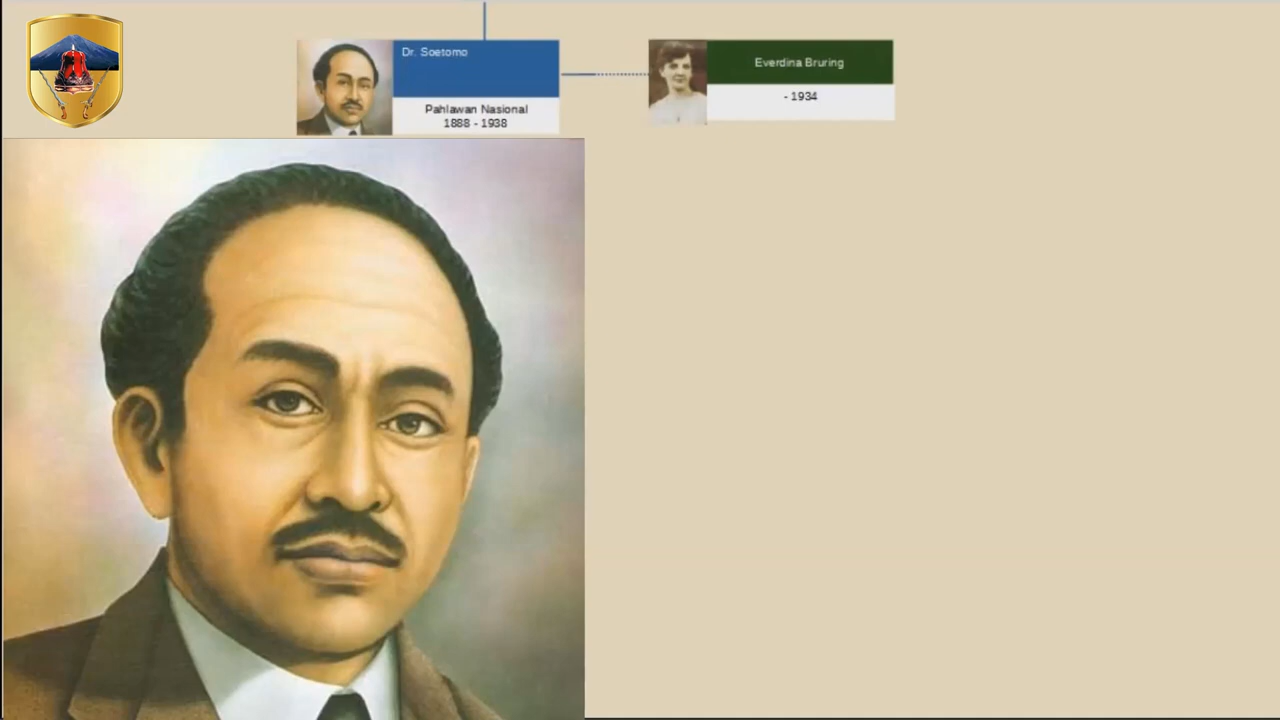 Dr. Soetomo
Pahlawan Nasional
1888 - 1938
Everdina Bruring
- 1934